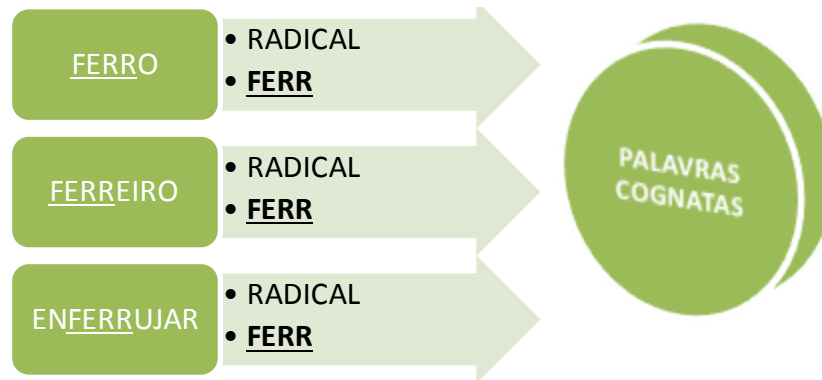 FERRO
• RADICAL
• FERR
FERREIRO
• RADICAL
• FERR
ENFERRUJAR
• RADICAL
• FERR
PALAVRAS
COGNATAS